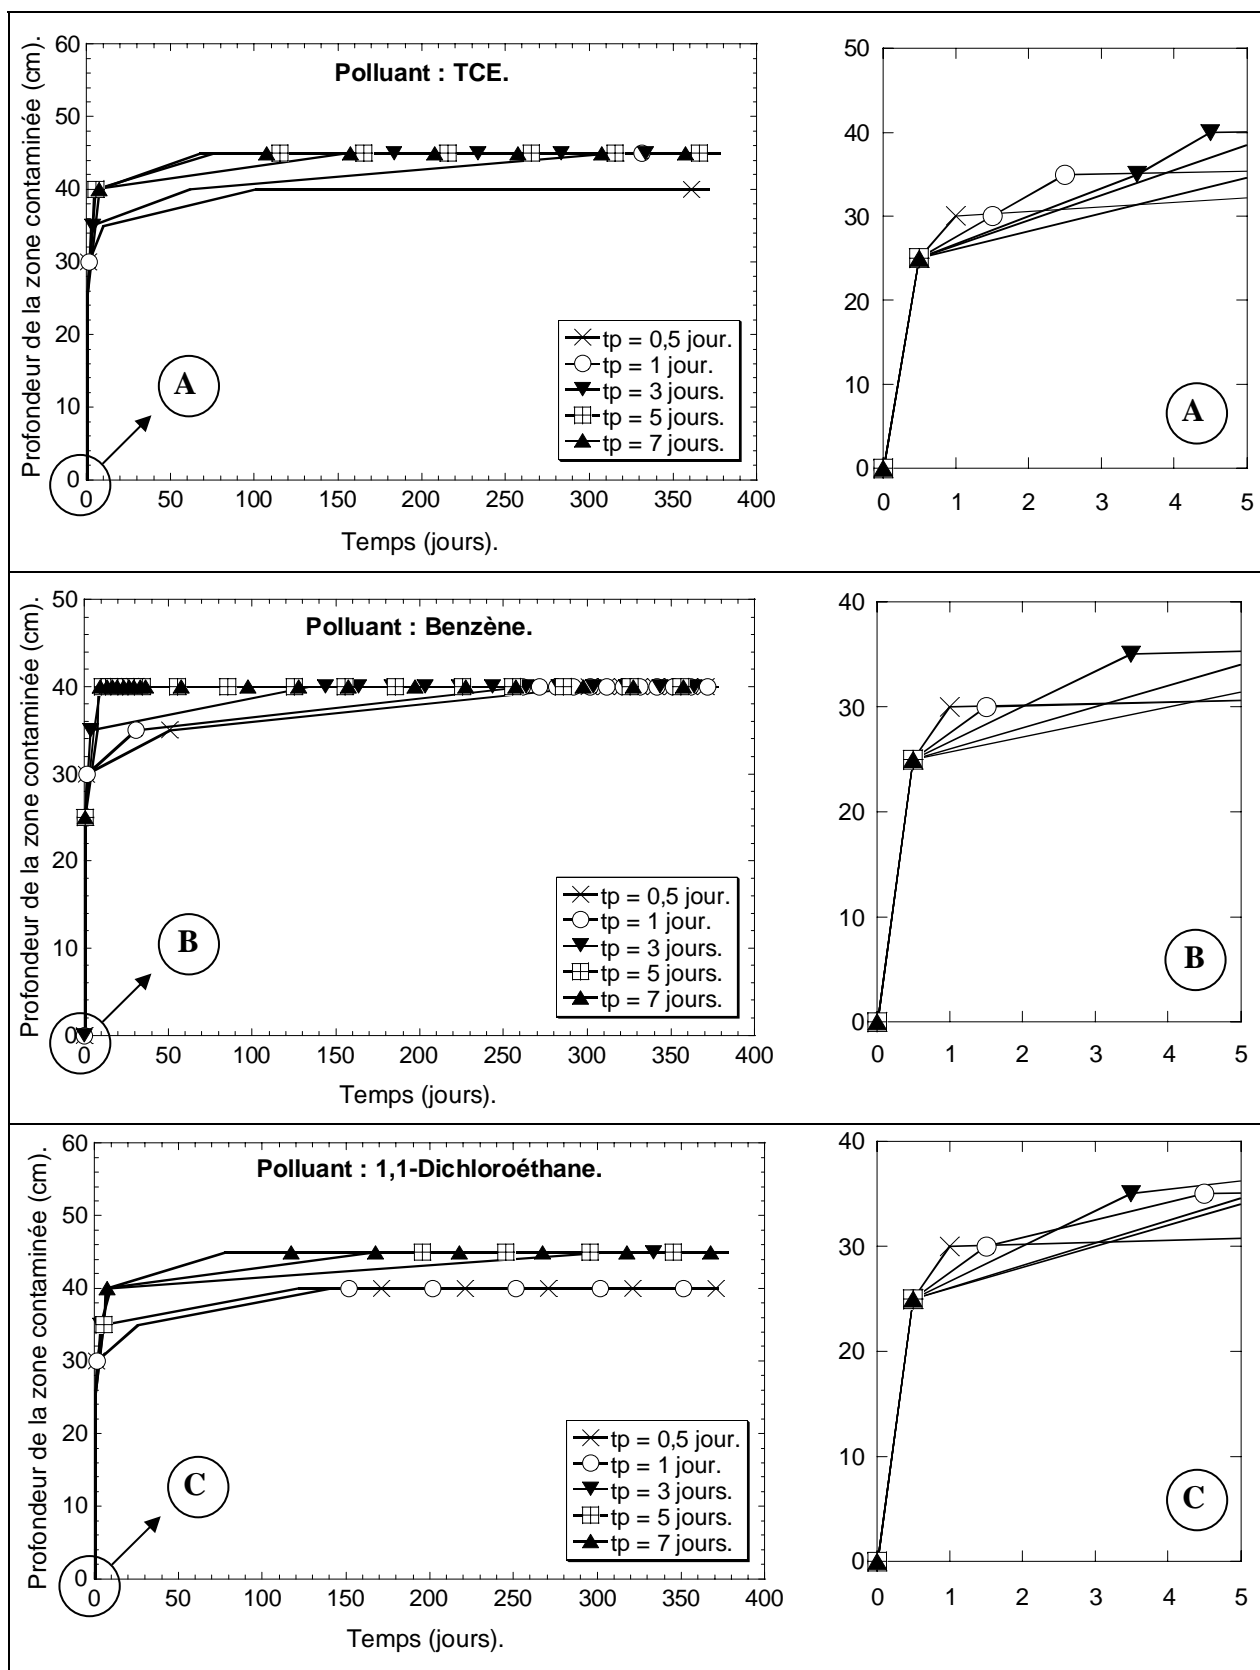 Polluant : TCE.
Profondeur de la zone contaminée (cm).
60
50
40
30
20
10
0
0 50 100 150 200 250 300 350 400
Temps (jours).
A
tp = 0,5 jour.
tp = 1 jour.
tp = 3 jours.
tp = 5 jours.
tp = 7 jours.
50
40
30
20
10
0
0 1 2 3 4 5
A
Polluant : Benzène.
Profondeur de la zone contaminée (cm).
50
40
30
20
10
0
0 50 100 150 200 250 300 350 400
Temps (jours).
B
tp = 0,5 jour.
tp = 1 jour.
tp = 3 jours.
tp = 5 jours.
tp = 7 jours.
40
30
20
10
0
0 1 2 3 4 5
B
Polluant : 1,1-Dichloroéthane.
Profondeur de la zone contaminée (cm).
60
50
40
30
20
10
0
0 50 100 150 200 250 300 350 400
Temps (jours).
C
tp = 0,5 jour.
tp = 1 jour.
tp = 3 jours.
tp = 5 jours.
tp = 7 jours.
40
30
20
10
0
0 1 2 3 4 5
C